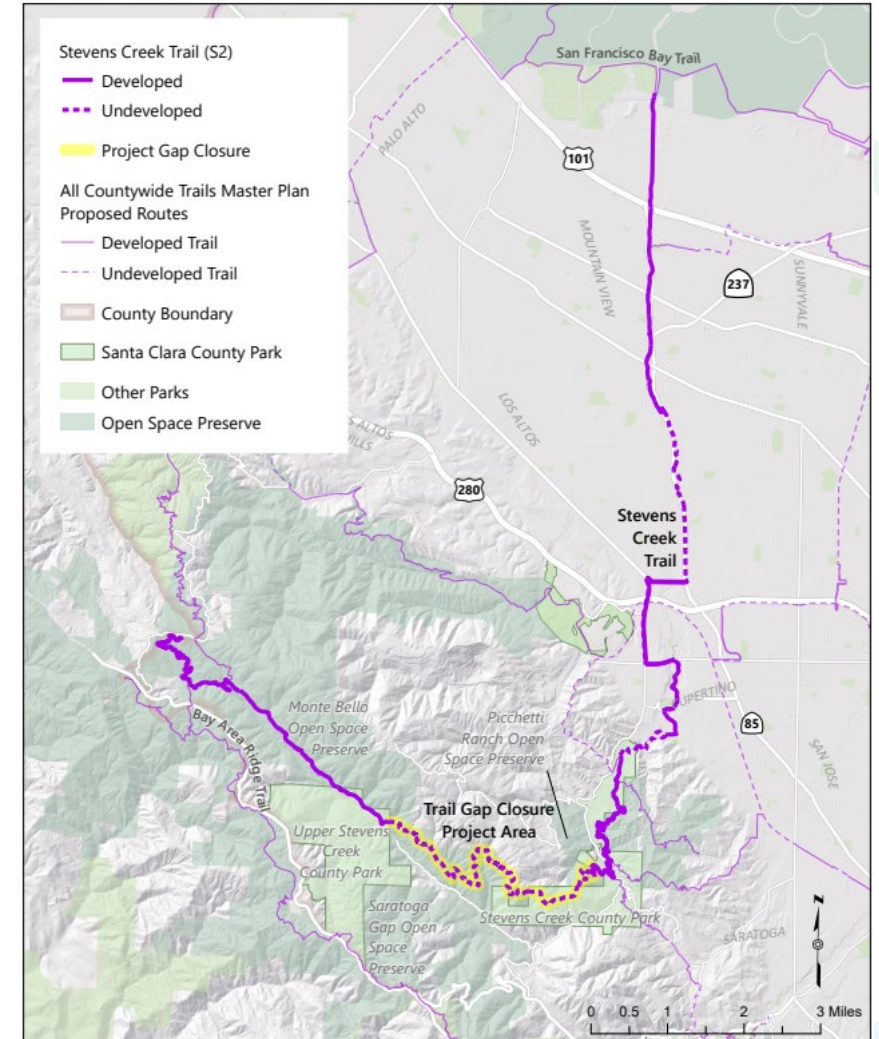 Stevens Creek Trail (S2)
Developed
Undeveloped
Project Gap Closure
All Countywide Trails Master Plan
Proposed Routes
Developed Trail
Undeveloped Trail
County Boundary
Santa Clara County Park
Other Parks
Open Space Preserve
San Francisco Bay Trail
PALO ALTO
101
MOUNTAIN VIEW
237
SUNNYVALE
LOS ALTOS
S ALTOS
HILLS
280
Stevens
Creek
Trail
UPERTINO
85
SAN JOSE
Monte Bello
Open Space
Preserve
Picchetti
Ranch Open
Space Preserve
Bay Area Ridge Trail
Trail Gap Closure
Project Area
Upper Stevens
Creek
County Park
Saratoga
Gap Open
Space
Preserve
Stevens Creek County Park
SARATOGA
N
0 0.5 1 2 3 Miles